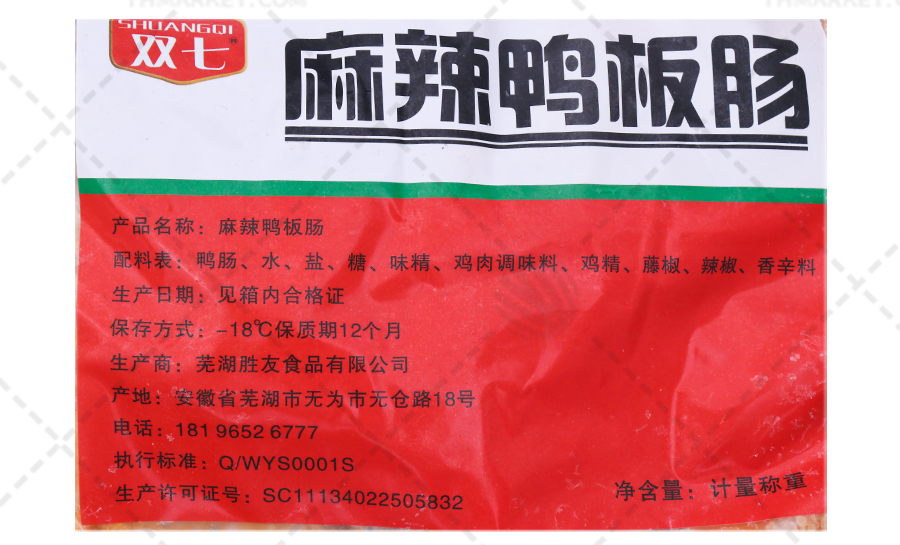 SHUANGQI
双七
麻辣鸭板肠
产品名称：麻辣鸭板肠
配料表：鸭肠、水、盐、糖、味精、鸡肉调味料、鸡精、藤椒、辣椒、香辛料
生产日期：见箱内合格证
保存方式：-18℃保质期12个月
生产商：芜湖胜友食品有限公司
产地：安徽省芜湖市无为市无仓路18号
电话：181 9652 6777
执行标准：Q/WYS0001S
生产许可证号：SC11134022505832
净含量：计量称重